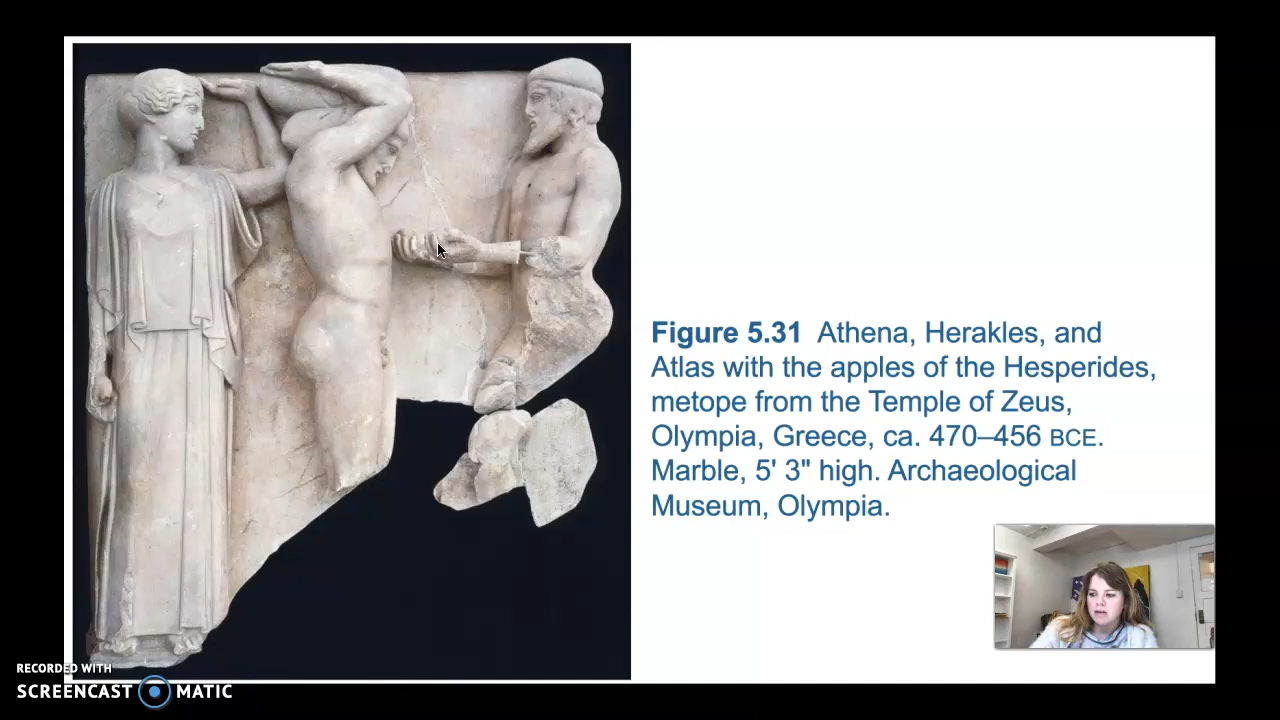 Figure 5.31 Athena, Herakles, and
Atlas with the apples of the Hesperides,
metope from the Temple of Zeus,
Olympia, Greece, ca. 470–456 BCE.
Marble, 5' 3" high. Archaeological
Museum, Olympia.
RECORDED WITH
SCREENCAST MATIC